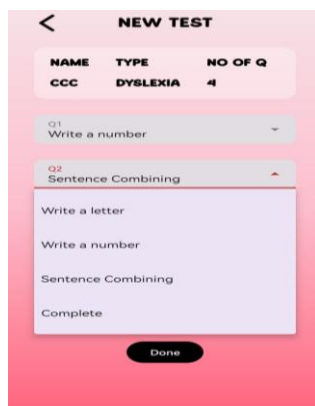 NEW TEST
NAME TYPE NO OF Q
CCC DYSLEXIA 4
Q1
Write a number
Q2
Sentence Combining
Write a letter
Write a number
Sentence Combining
Complete
Done